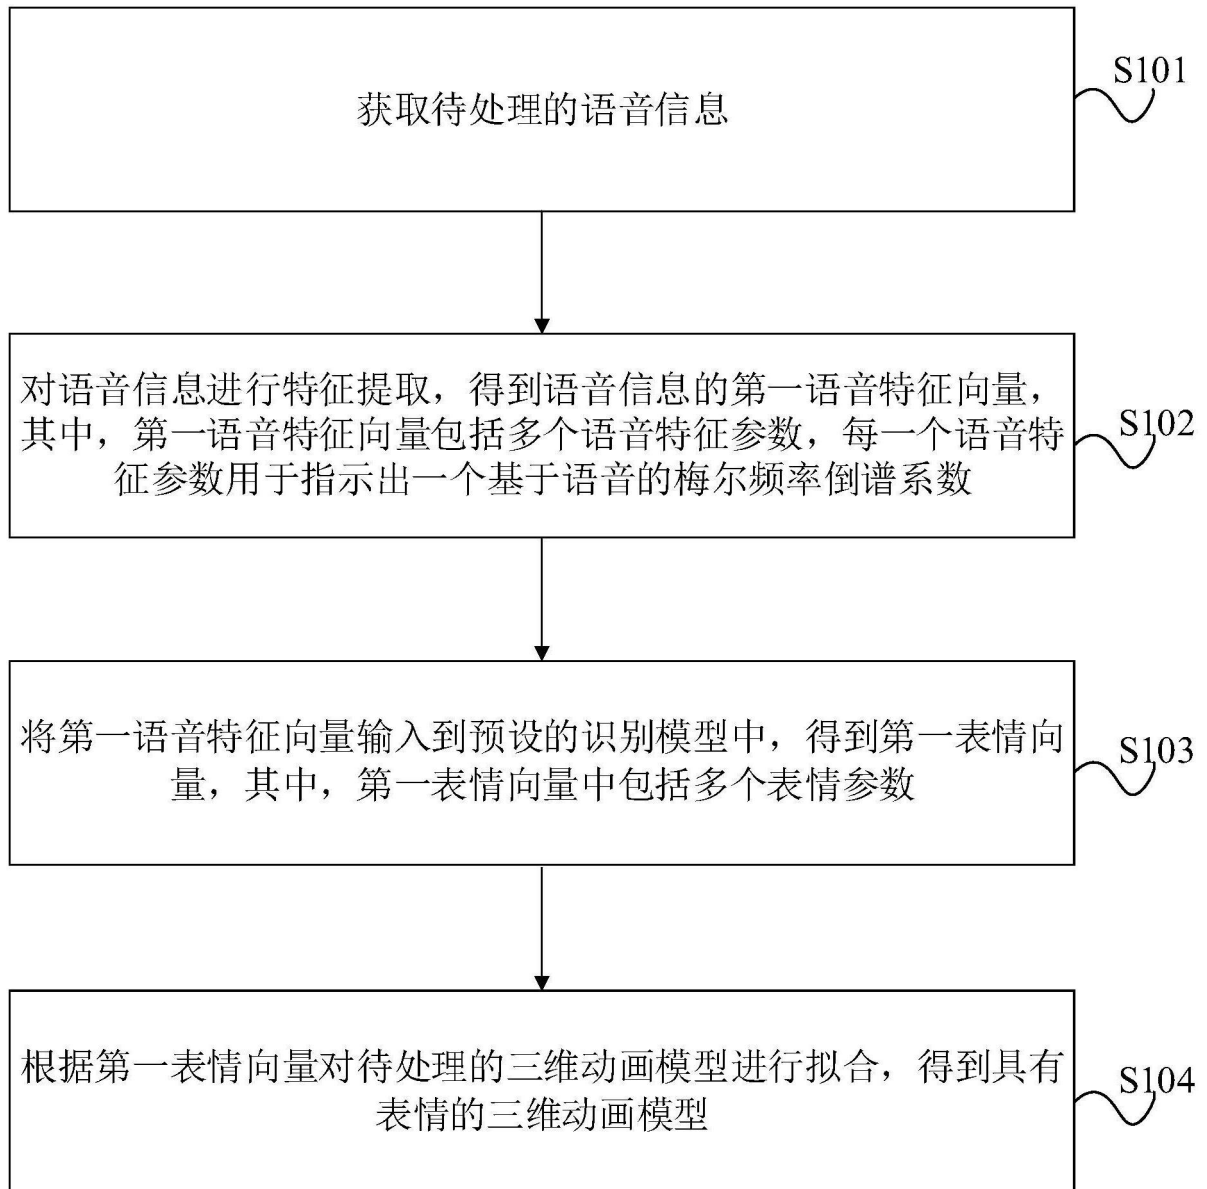 获取待处理的语音信息
S101
对语音信息进行特征提取，得到语音信息的第一语音特征向量，
其中，第一语音特征向量包括多个语音特征参数，每一个语音特
征参数用于指示出一个基于语音的梅尔频率倒谱系数
S102
将第一语音特征向量输入到预设的识别模型中，得到第一表情向
量，其中，第一表情向量中包括多个表情参数
S103
根据第一表情向量对待处理的三维动画模型进行拟合，得到具有
表情的三维动画模型
S104